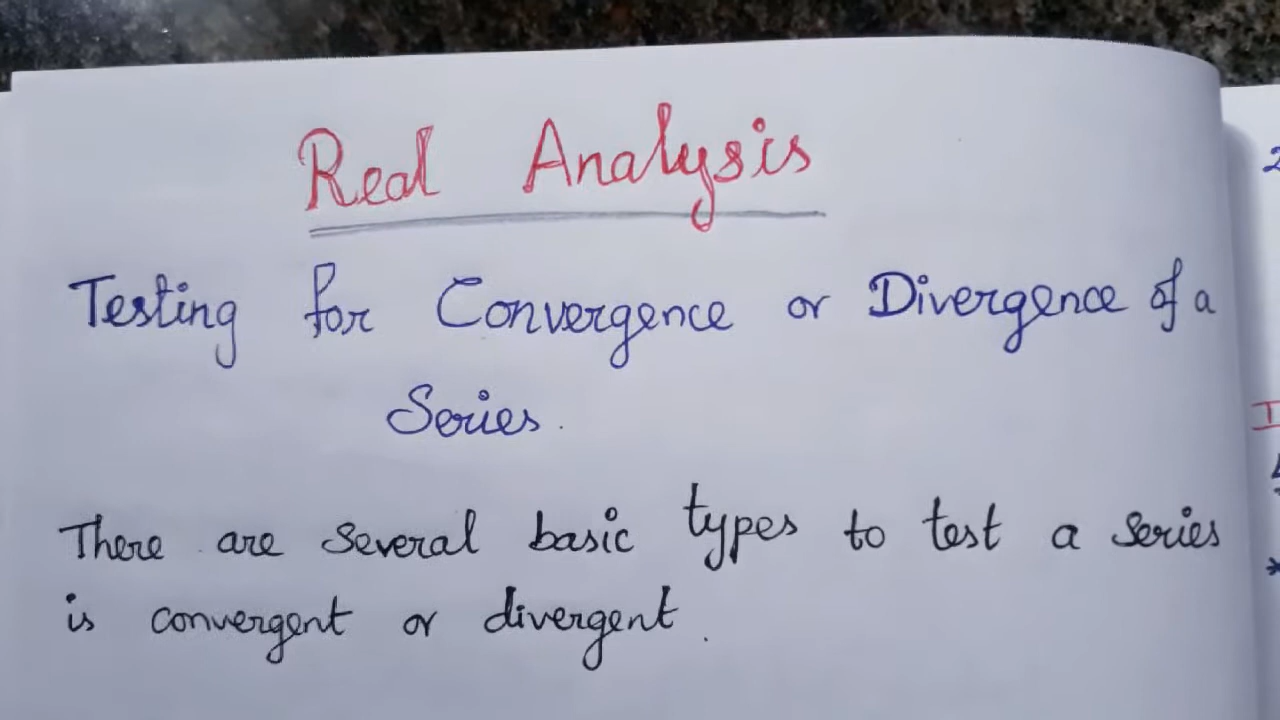 Real Analysis
Testing for Convergence or Divergence of a
Series.
There are several basic types to test a series
is convergent or divergent.